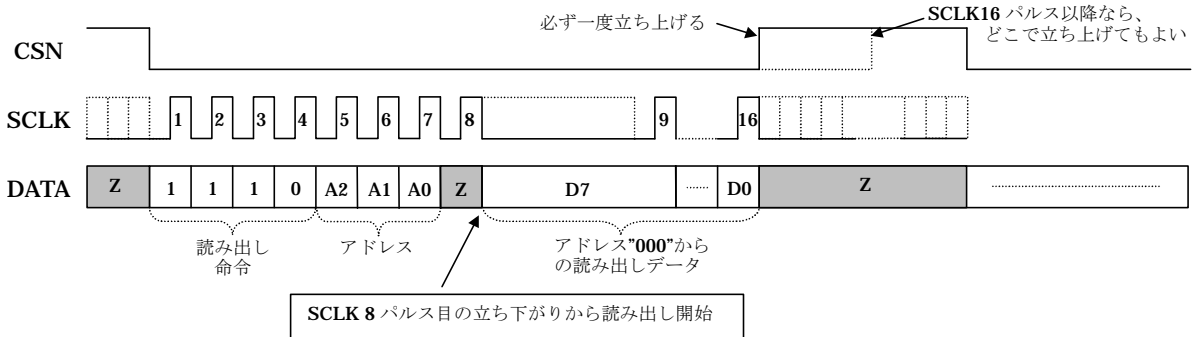 必ず一度立ち上げる
SCLK16 パルス以降なら、
どこで立ち上げてもよい
CSN
SCLK 1 2 3 4 5 6 7 8 9 16
DATA Z 1 1 1 0 A2 A1 A0 Z D7 ...... D0 Z
読み出し
命令
アドレス
アドレス"000"から
の読み出しデータ
SCLK 8 パルス目の立ち下がりから読み出し開始